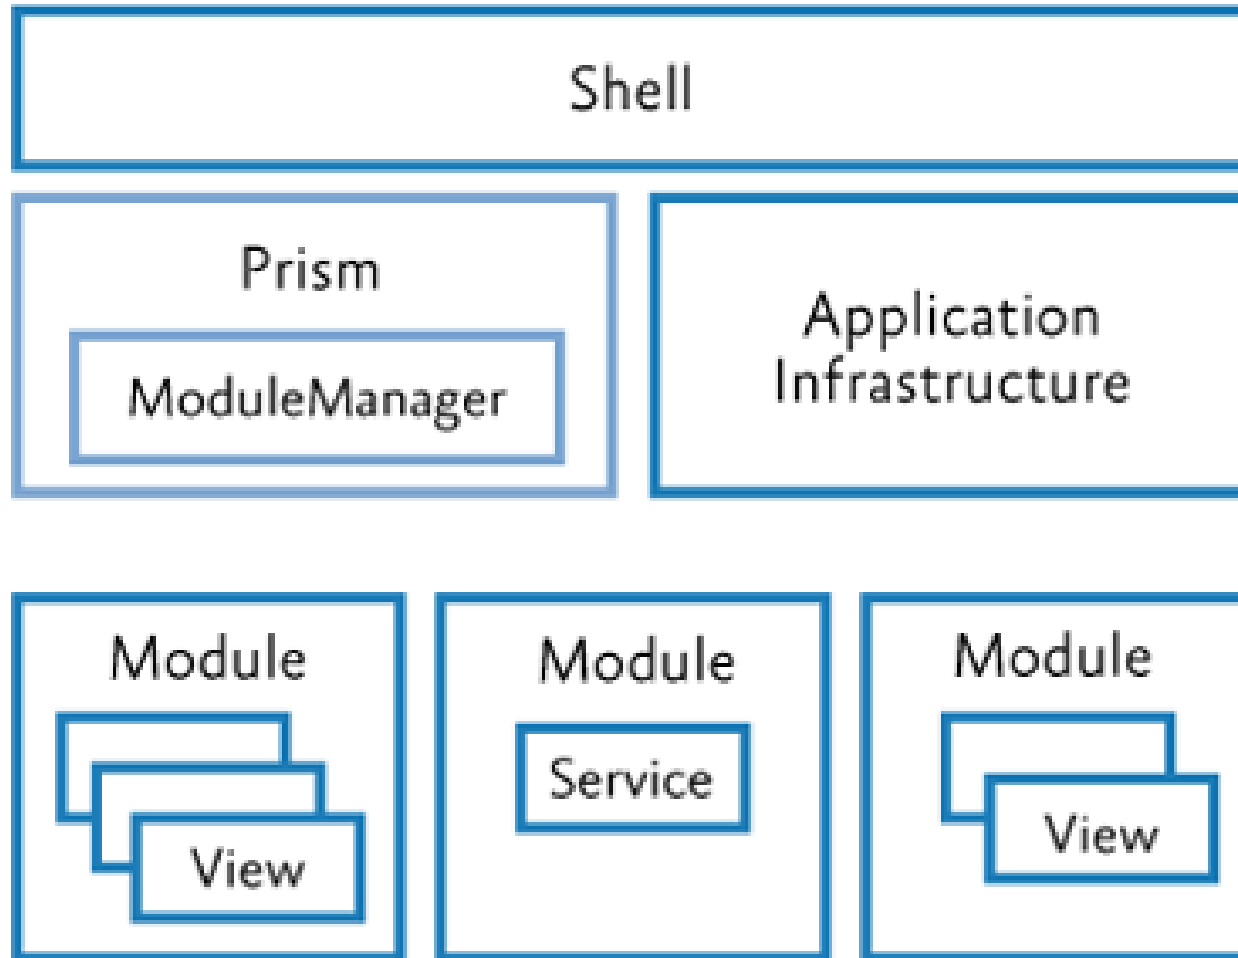 Shell
Prism
ModuleManager
Application
Infrastructure
Module
View
Module
Service
Module
View